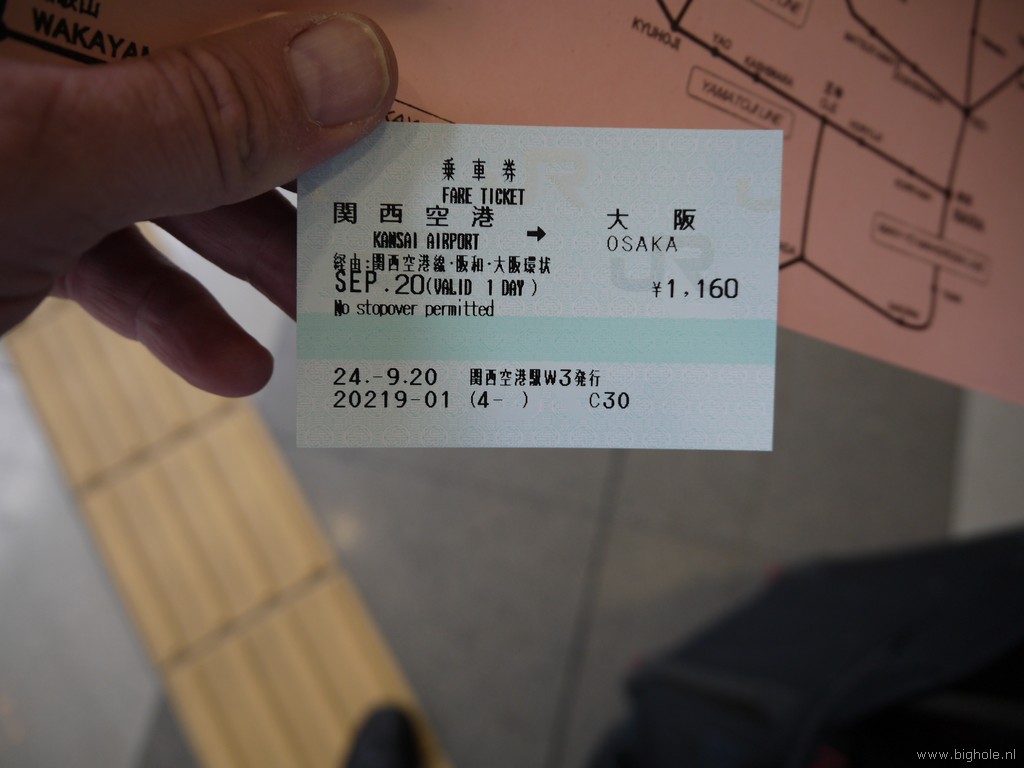 WAKAYAMA
KYUHOJI
YAMATOJI LINE
乗車券
FARE TICKET
関西空港 → 大阪
KANSAI AIRPORT OSAKA
経由:関西空港線・阪和・大阪環状
SEP.20(VALID 1 DAY) ¥1,160
No stopover permitted
24.-9.20 関西空港駅W3発行
20219-01 (4- ) C30
www.bighole.nl